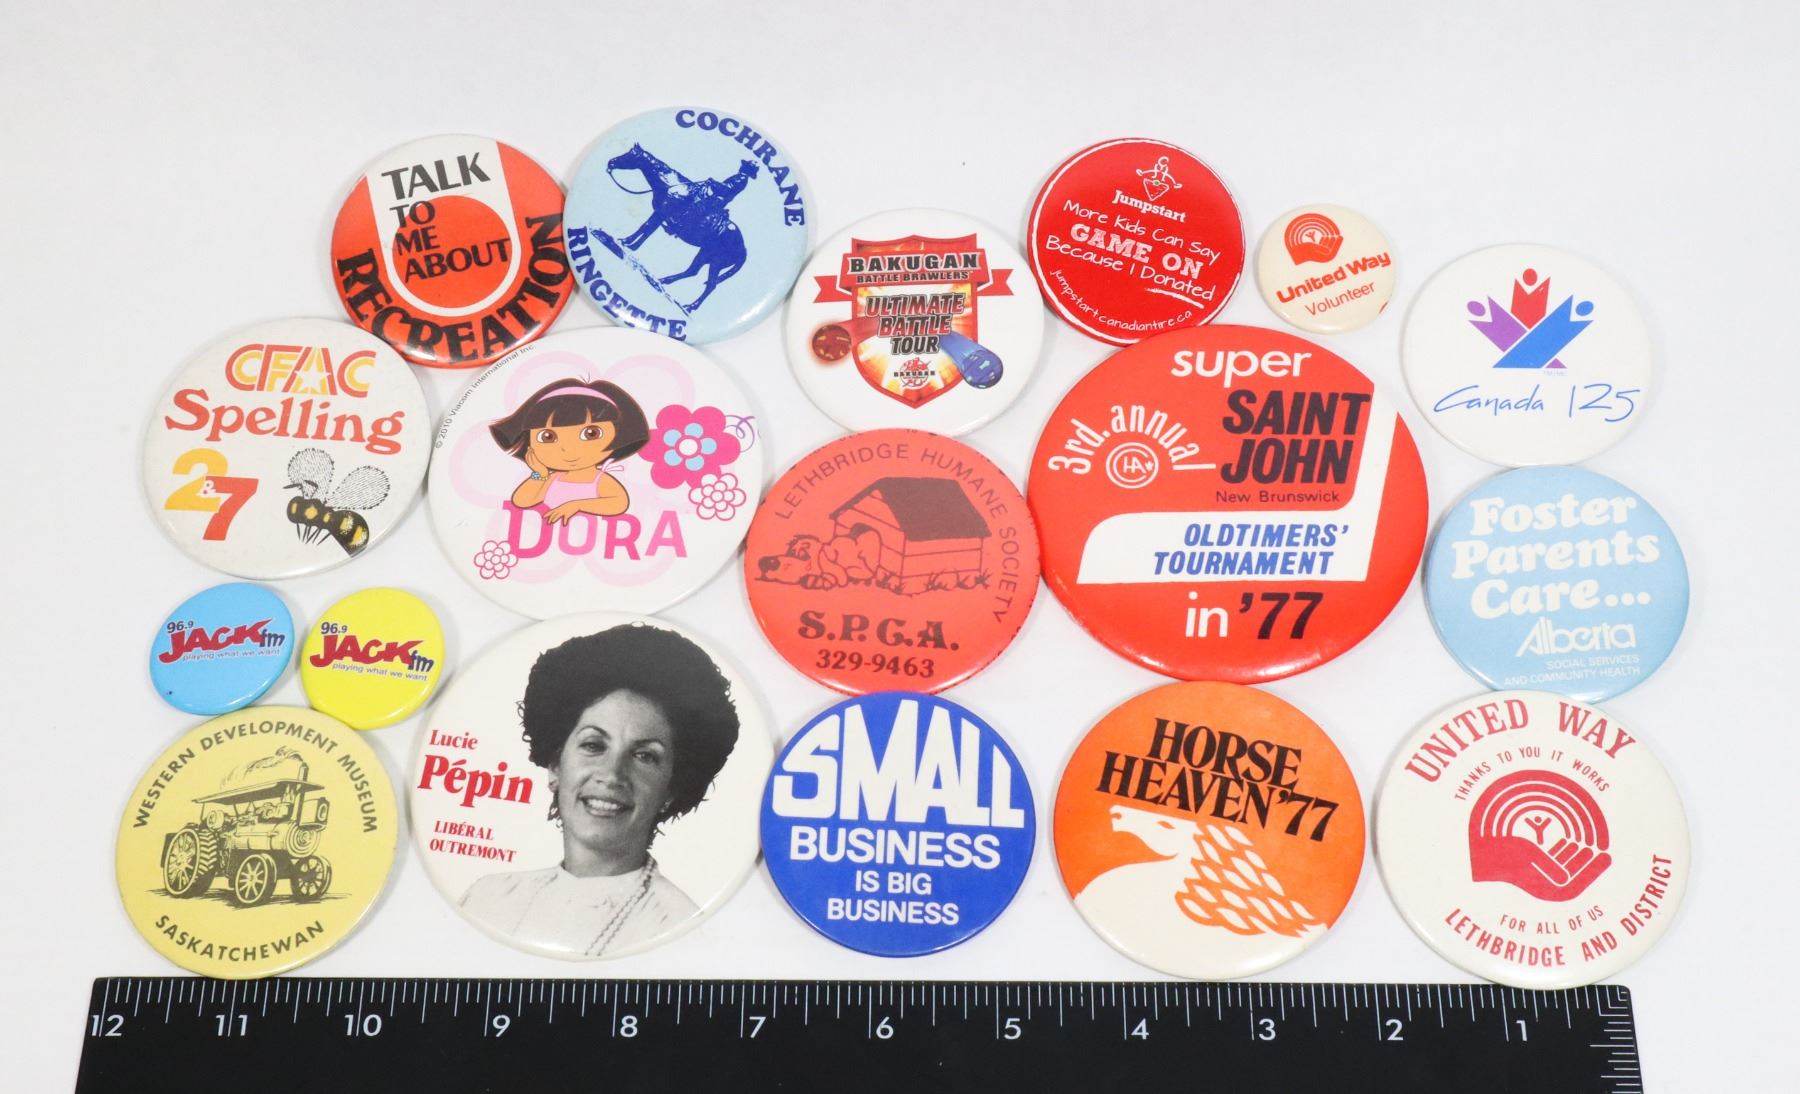 TALK
TO
ME
ABOUT
RECREATION
COCHRANE
RINGETTE
BAKUGAN
BATTLE BRAWLERS
ULTIMATE
BATTLE
TOUR
BAKUGAN
Jumpstart
More Kids Can Say
GAME ON
Because I Donated
jumpstart.canadiantire.ca
United Way
Volunteer
Canada 125
CFAC
Spelling
2&7
© 2010 Viacom International Inc.
DORA
LETHBRIDGE HUMANE SOCIETY
S.P.C.A.
329-9463
super
3rd. annual
SAINT
JOHN
New Brunswick
OLDTIMERS'
TOURNAMENT
in '77
Foster
Parents
Care...
Alberta
SOCIAL SERVICES
AND COMMUNITY HEALTH
96.9
JACK fm
playing what we want
96.9
JACK fm
playing what we want
WESTERN DEVELOPMENT MUSEUM
SASKATCHEWAN
Lucie
Pépin
LIBÉRAL
OUTREMONT
SMALL
BUSINESS
IS BIG
BUSINESS
HORSE
HEAVEN '77
UNITED WAY
THANKS TO YOU IT WORKS
FOR ALL OF US
LETHBRIDGE AND DISTRICT
12 11 10 9 8 7 6 5 4 3 2 1